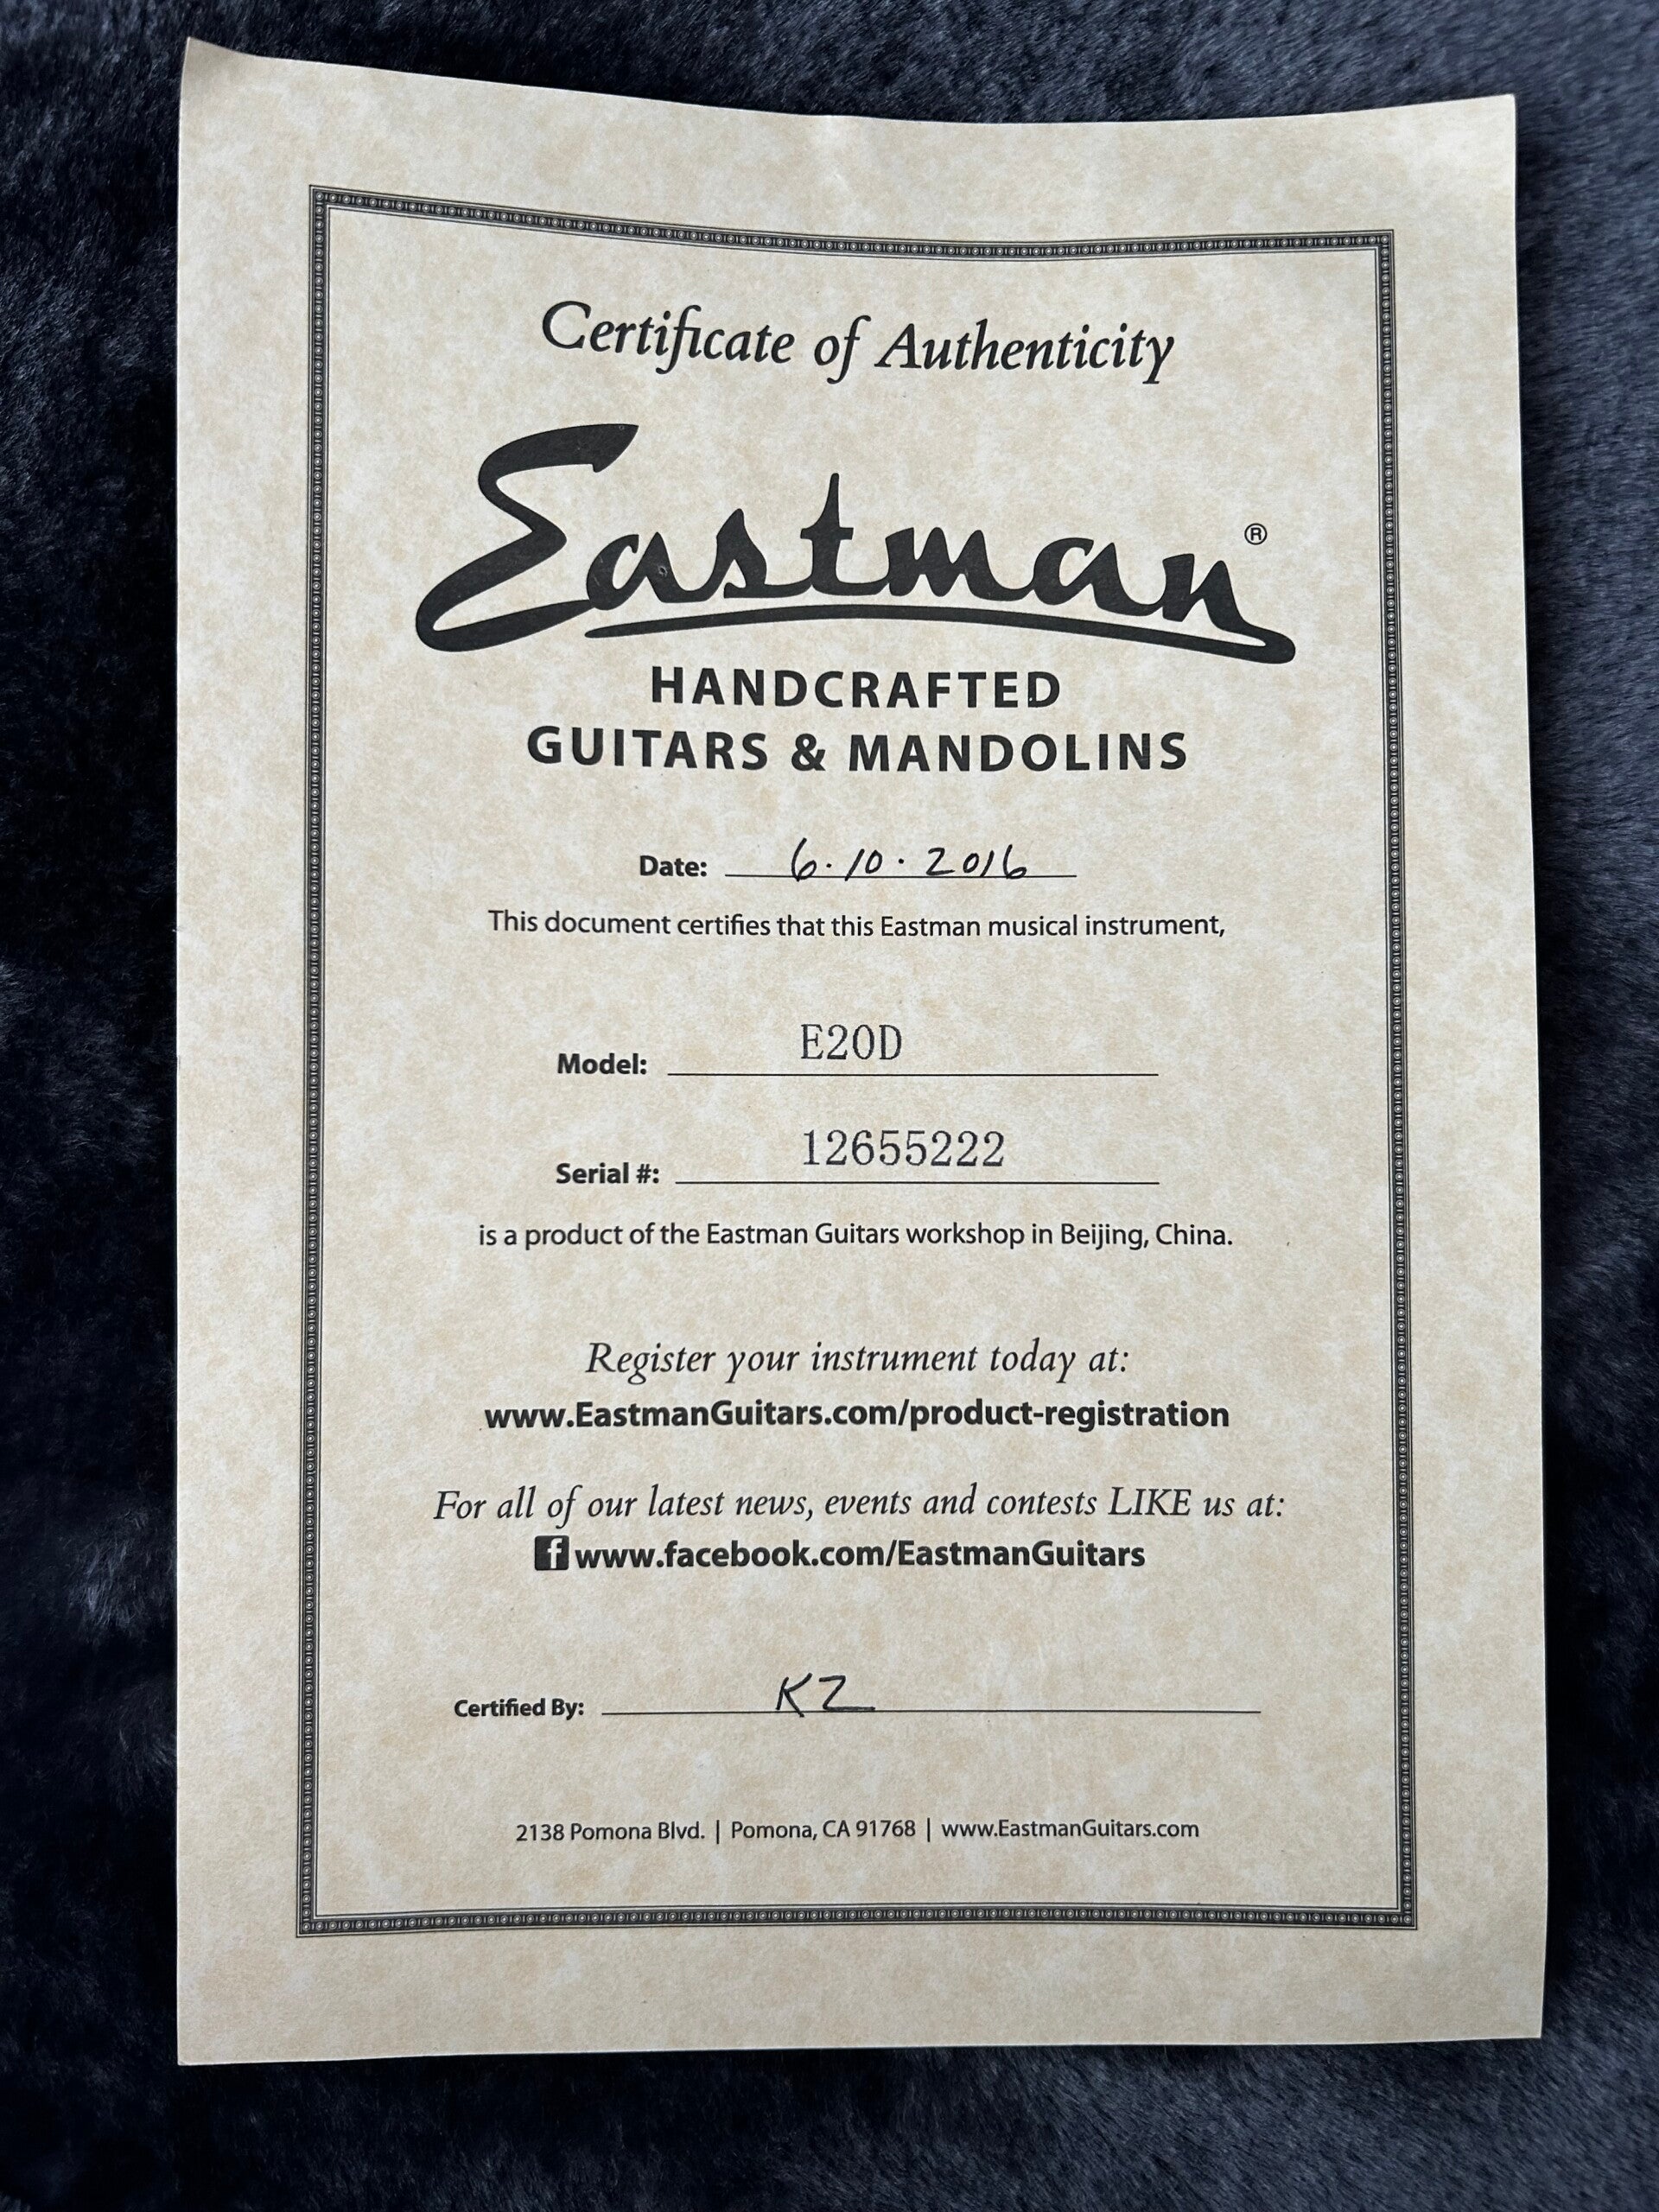 Certificate of Authenticity
Eastman®
HANDCRAFTED
GUITARS & MANDOLINS
Date: 6·10·2016
This document certifies that this Eastman musical instrument,
Model: E20D
Serial #: 12655222
is a product of the Eastman Guitars workshop in Beijing, China.
Register your instrument today at:
www.EastmanGuitars.com/product-registration
For all of our latest news, events and contests LIKE us at:
f www.facebook.com/EastmanGuitars
Certified By: KZ
2138 Pomona Blvd. | Pomona, CA 91768 | www.EastmanGuitars.com